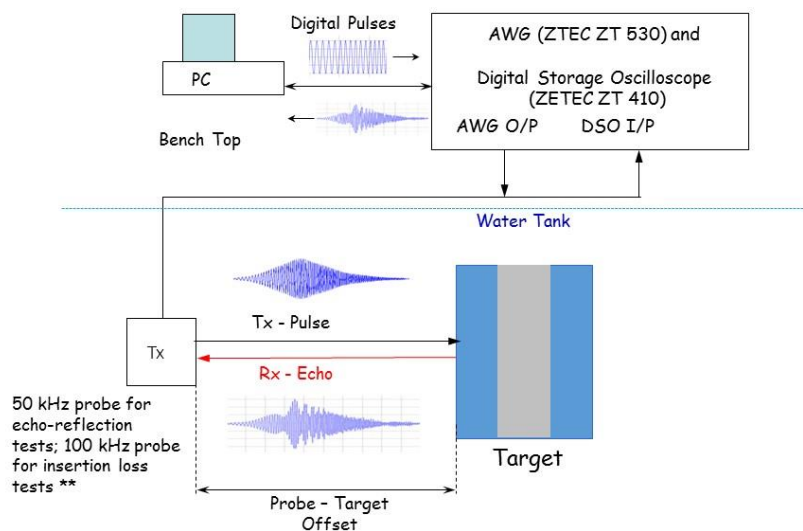 Digital Pulses
AWG (ZTEC ZT 530) and
Digital Storage Oscilloscope
(ZETEC ZT 410)
PC
AWG O/P DSO I/P
Bench Top
Water Tank
Tx - Pulse
Tx
Rx - Echo
50 kHz probe for
echo-reflection
tests; 100 kHz probe
for insertion loss
tests **
Target
Probe – Target
Offset